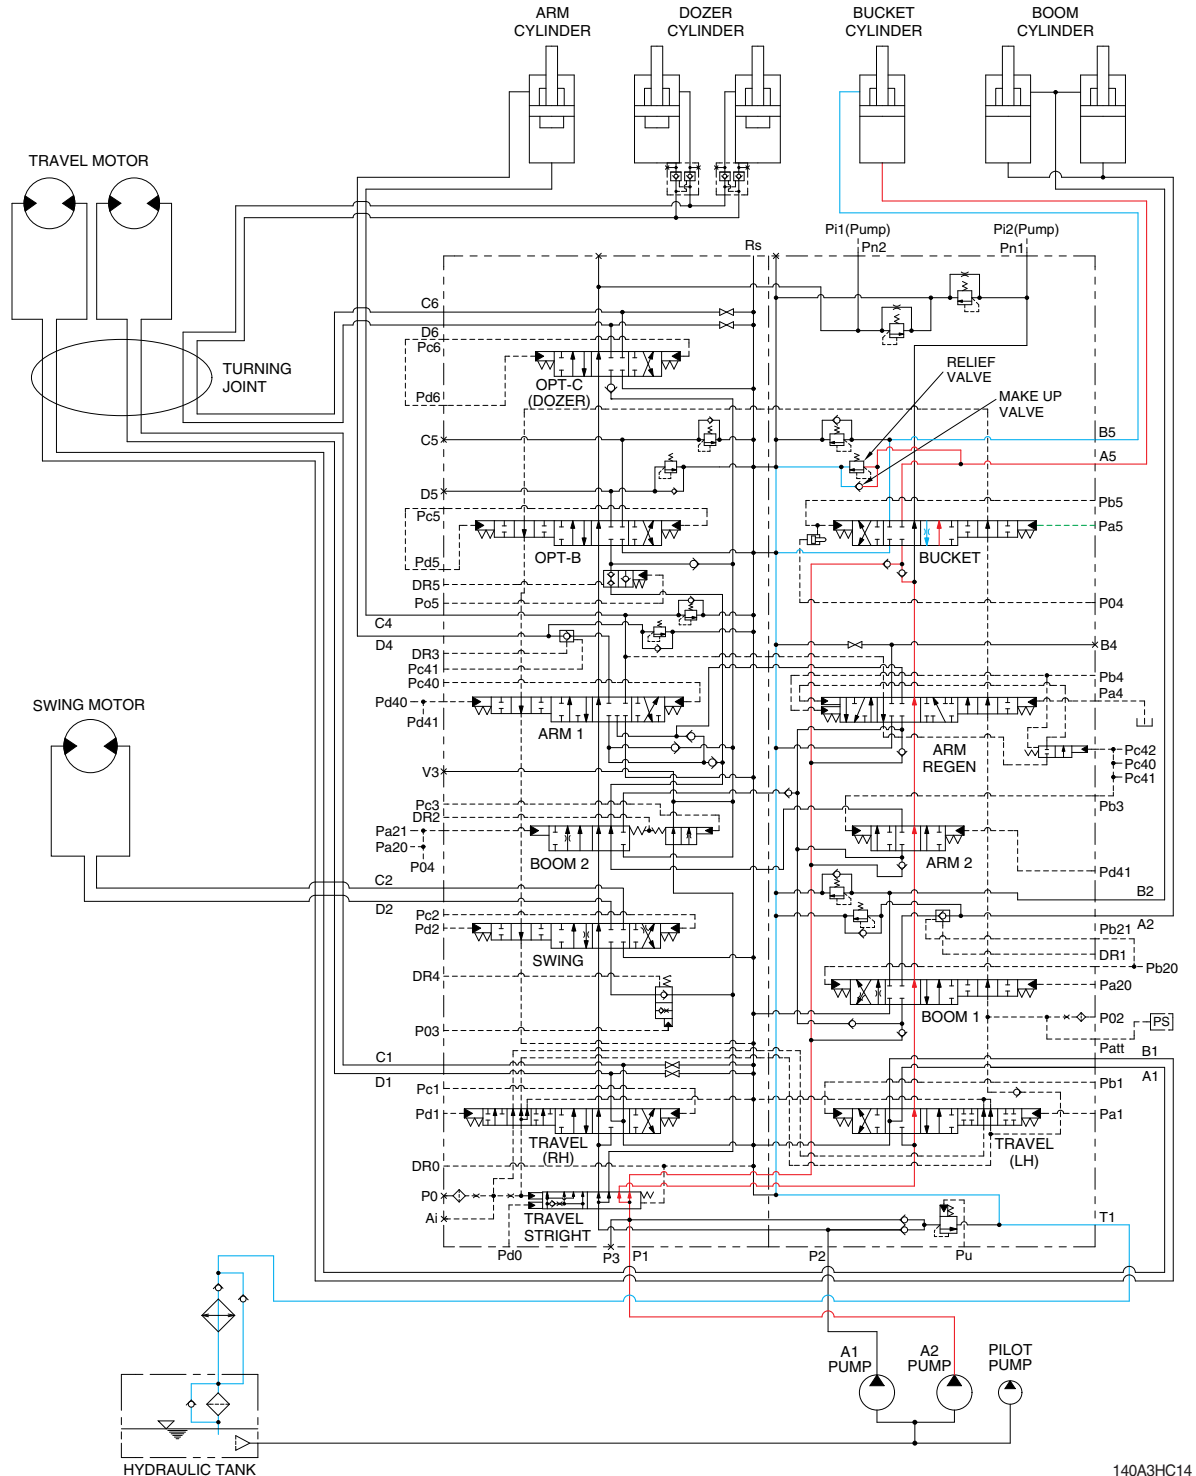 ARM
CYLINDER
DOZER
CYLINDER
BUCKET
CYLINDER
BOOM
CYLINDER
TRAVEL MOTOR
Pi1(Pump)
Pi2(Pump)
Rs
Pn2
Pn1
C6
D6
Pc6
TURNING
JOINT
OPT-C
(DOZER)
Pd6
RELIEF
VALVE
MAKE UP
VALVE
C5
B5
A5
D5
Pc5
Pb5
Pa5
OPT-B
BUCKET
Pd5
DR5
Po5
P04
C4
D4
DR3
Pc41
Pc40
B4
Pb4
Pa4
SWING MOTOR
Pd40
Pd41
ARM 1
ARM
REGEN
Pc42
Pc40
Pc41
V3
Pc3
DR2
Pb3
Pa21
Pa20
P04
BOOM 2
ARM 2
Pd41
C2
B2
D2
Pc2
Pd2
A2
Pb21
DR1
SWING
Pb20
DR4
Pa20
BOOM 1
P03
P02
PS
Patt
C1
B1
D1
A1
Pc1
Pb1
Pd1
Pa1
TRAVEL
(RH)
TRAVEL
(LH)
DR0
P0
Ai
TRAVEL
STRIGHT
T1
Pd0
P3
P1
P2
Pu
A1
PUMP
A2
PUMP
PILOT
PUMP
HYDRAULIC TANK
140A3HC14